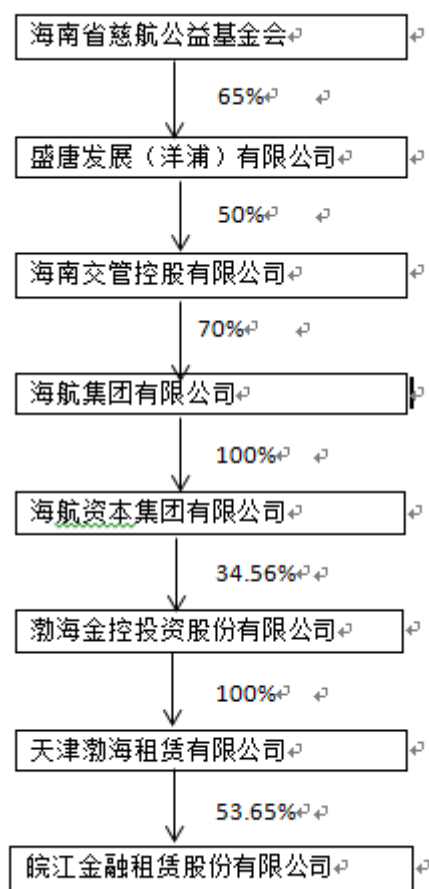 海南省慈航公益基金会
65%
盛唐发展（洋浦）有限公司
50%
海南交管控股有限公司
70%
海航集团有限公司
100%
海航资本集团有限公司
34.56%
渤海金控投资股份有限公司
100%
天津渤海租赁有限公司
53.65%
皖江金融租赁股份有限公司